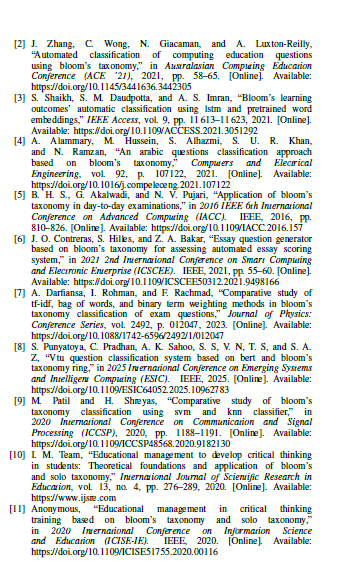 [2] J. Zhang, C. Wong, N. Giacaman, and A. Luxton-Reilly,
"Automated classification of computing education questions
using bloom's taxonomy," in Australasian Computing Education
Conference (ACE '21), 2021, pp. 58–65. [Online]. Available:
https://doi.org/10.1145/3441636.3442305
[3] S. Shaikh, S. M. Daudpotta, and A. S. Imran, "Bloom's learning
outcomes' automatic classification using lstm and pretrained word
embeddings," IEEE Access, vol. 9, pp. 11 613–11 623, 2021. [Online].
Available: https://doi.org/10.1109/ACCESS.2021.3051292
[4] A. Alammary, M. Hussein, S. Alhazmi, S. U. R. Khan,
and N. Ramzan, "An arabic questions classification approach
based on bloom's taxonomy," Computers and Electrical
Engineering, vol. 92, p. 107122, 2021. [Online]. Available:
https://doi.org/10.1016/j.compeleceng.2021.107122
[5] B. H. S., G. Akalwadi, and N. V. Pujari, "Application of bloom's
taxonomy in day-to-day examinations," in 2016 IEEE 6th International
Conference on Advanced Computing (IACC). IEEE, 2016, pp.
810–826. [Online]. Available: https://doi.org/10.1109/IACC.2016.157
[6] J. O. Contreras, S. Hilles, and Z. A. Bakar, "Essay question generator
based on bloom's taxonomy for assessing automated essay scoring
system," in 2021 2nd International Conference on Smart Computing
and Electronic Enterprise (ICSCEE). IEEE, 2021, pp. 55–60. [Online].
Available: https://doi.org/10.1109/ICSCEE50312.2021.9498166
[7] A. Darfiansa, I. Rohman, and F. Rachmad, "Comparative study of
tf-idf, bag of words, and binary term weighting methods in bloom's
taxonomy classification of exam questions," Journal of Physics:
Conference Series, vol. 2492, p. 012047, 2023. [Online]. Available:
https://doi.org/10.1088/1742-6596/2492/1/012047
[8] S. Punyatoya, C. Pradhan, A. K. Sahoo, S. S, V. N, T. S, and S. A.
Z, "Vtu question classification system based on bert and bloom's
taxonomy ring," in 2025 International Conference on Emerging Systems
and Intelligent Computing (ESIC). IEEE, 2025. [Online]. Available:
https://doi.org/10.1109/ESIC64052.2025.10962783
[9] M. Patil and H. Shreyas, "Comparative study of bloom's
taxonomy classification using svm and knn classifier," in
2020 International Conference on Communication and Signal
Processing (ICCSP), 2020, pp. 1188–1191. [Online]. Available:
https://doi.org/10.1109/ICCSP48568.2020.9182130
[10] I. M. Team, "Educational management to develop critical thinking
in students: Theoretical foundations and application of bloom's
and solo taxonomy," International Journal of Scientific Research in
Education, vol. 13, no. 4, pp. 276–289, 2020. [Online]. Available:
https://www.ijsre.com
[11] Anonymous, "Educational management in critical thinking
training based on bloom's taxonomy and solo taxonomy,"
in 2020 International Conference on Information Science
and Education (ICISE-IE). IEEE, 2020. [Online]. Available:
https://doi.org/10.1109/ICISE51755.2020.00116